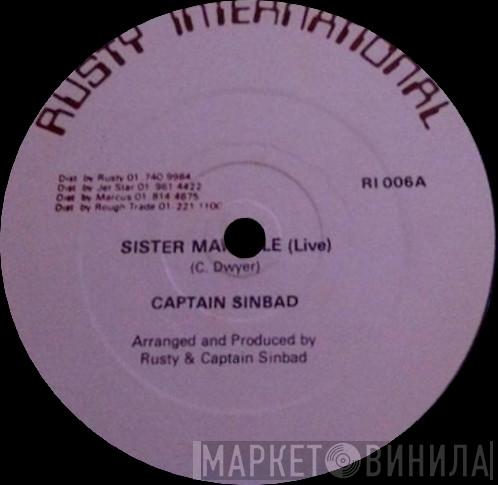 RUSTY INTERNATIONAL
Dist by Rusty 01 740 9984
Dist by Jet Star 01 961 4422
Dist by Marcus 01 814 4675
Dist by Rough Trade 01-221 1100
RI 006A
SISTER (Live)
(C. Dwyer)
CAPTAIN SINBAD
Arranged and Produced by
Rusty & Captain Sinbad
МАРКЕТ ВИНИЛА